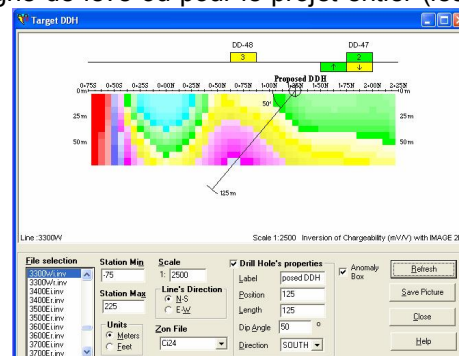 Target DDH
DD-48
DD-47
3
2
↑ ↓
Proposed DDH
0+75S 0+50S 0+25S 0+00N 0+25N 0+50N 0+75N 1+00N 1+50N 1+75N 2+00N 2+25N
0 m 0 m
50°
25 m 25 m
50 m 50 m
125 m
Line :3300W
Scale 1:2500 Inversion of Chargeability (mV/V) with IMAGE
File selection
3300Wi.inv
3300Ws.inv
3400Ei.inv
3400Er.inv
3500Ei.inv
3500Er.inv
3600Ei.inv
3600Er.inv
3700Ei.inv
3700Er.inv
Station Min
-75
Station Max
225
Units
Meters
Feet
Scale
1: 2500
Line's Direction
N-S
E-W
Zon File
Ci24
Drill Hole's properties
Label posed DDH
Position 125
Length 125
Dip Angle 50 °
Direction SOUTH
Anomaly Box
Refresh
Save Picture
Close
Help